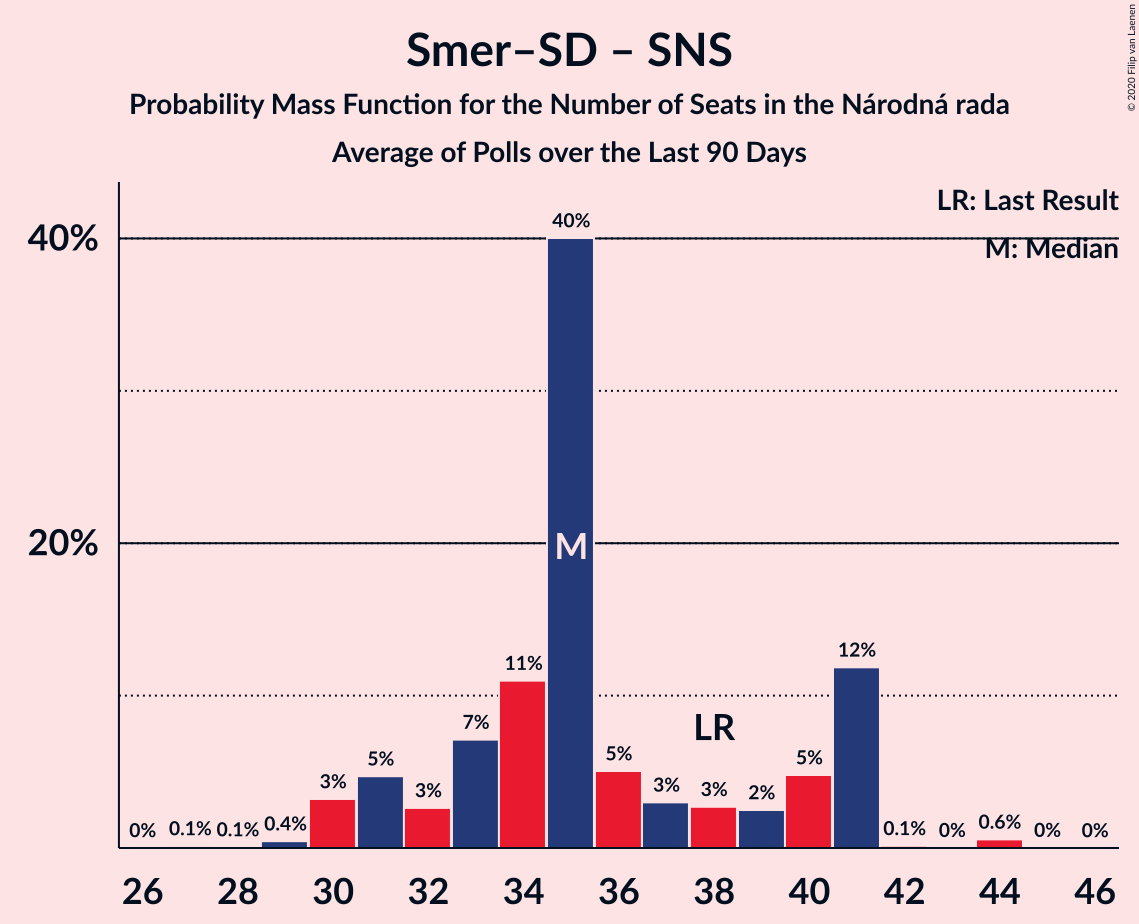 Smer–SD – SNS
Probability Mass Function for the Number of Seats in the Národná rada
Average of Polls over the Last 90 Days
© 2020 Filip van Laenen
LR: Last Result
M: Median
40%
20%
0%
0.1%
0.1%
0.4%
3%
5%
3%
7%
11%
40%
M
5%
3%
LR
3%
2%
5%
12%
0.1%
0%
0.6%
0%
0%
26 28 30 32 34 36 38 40 42 44 46